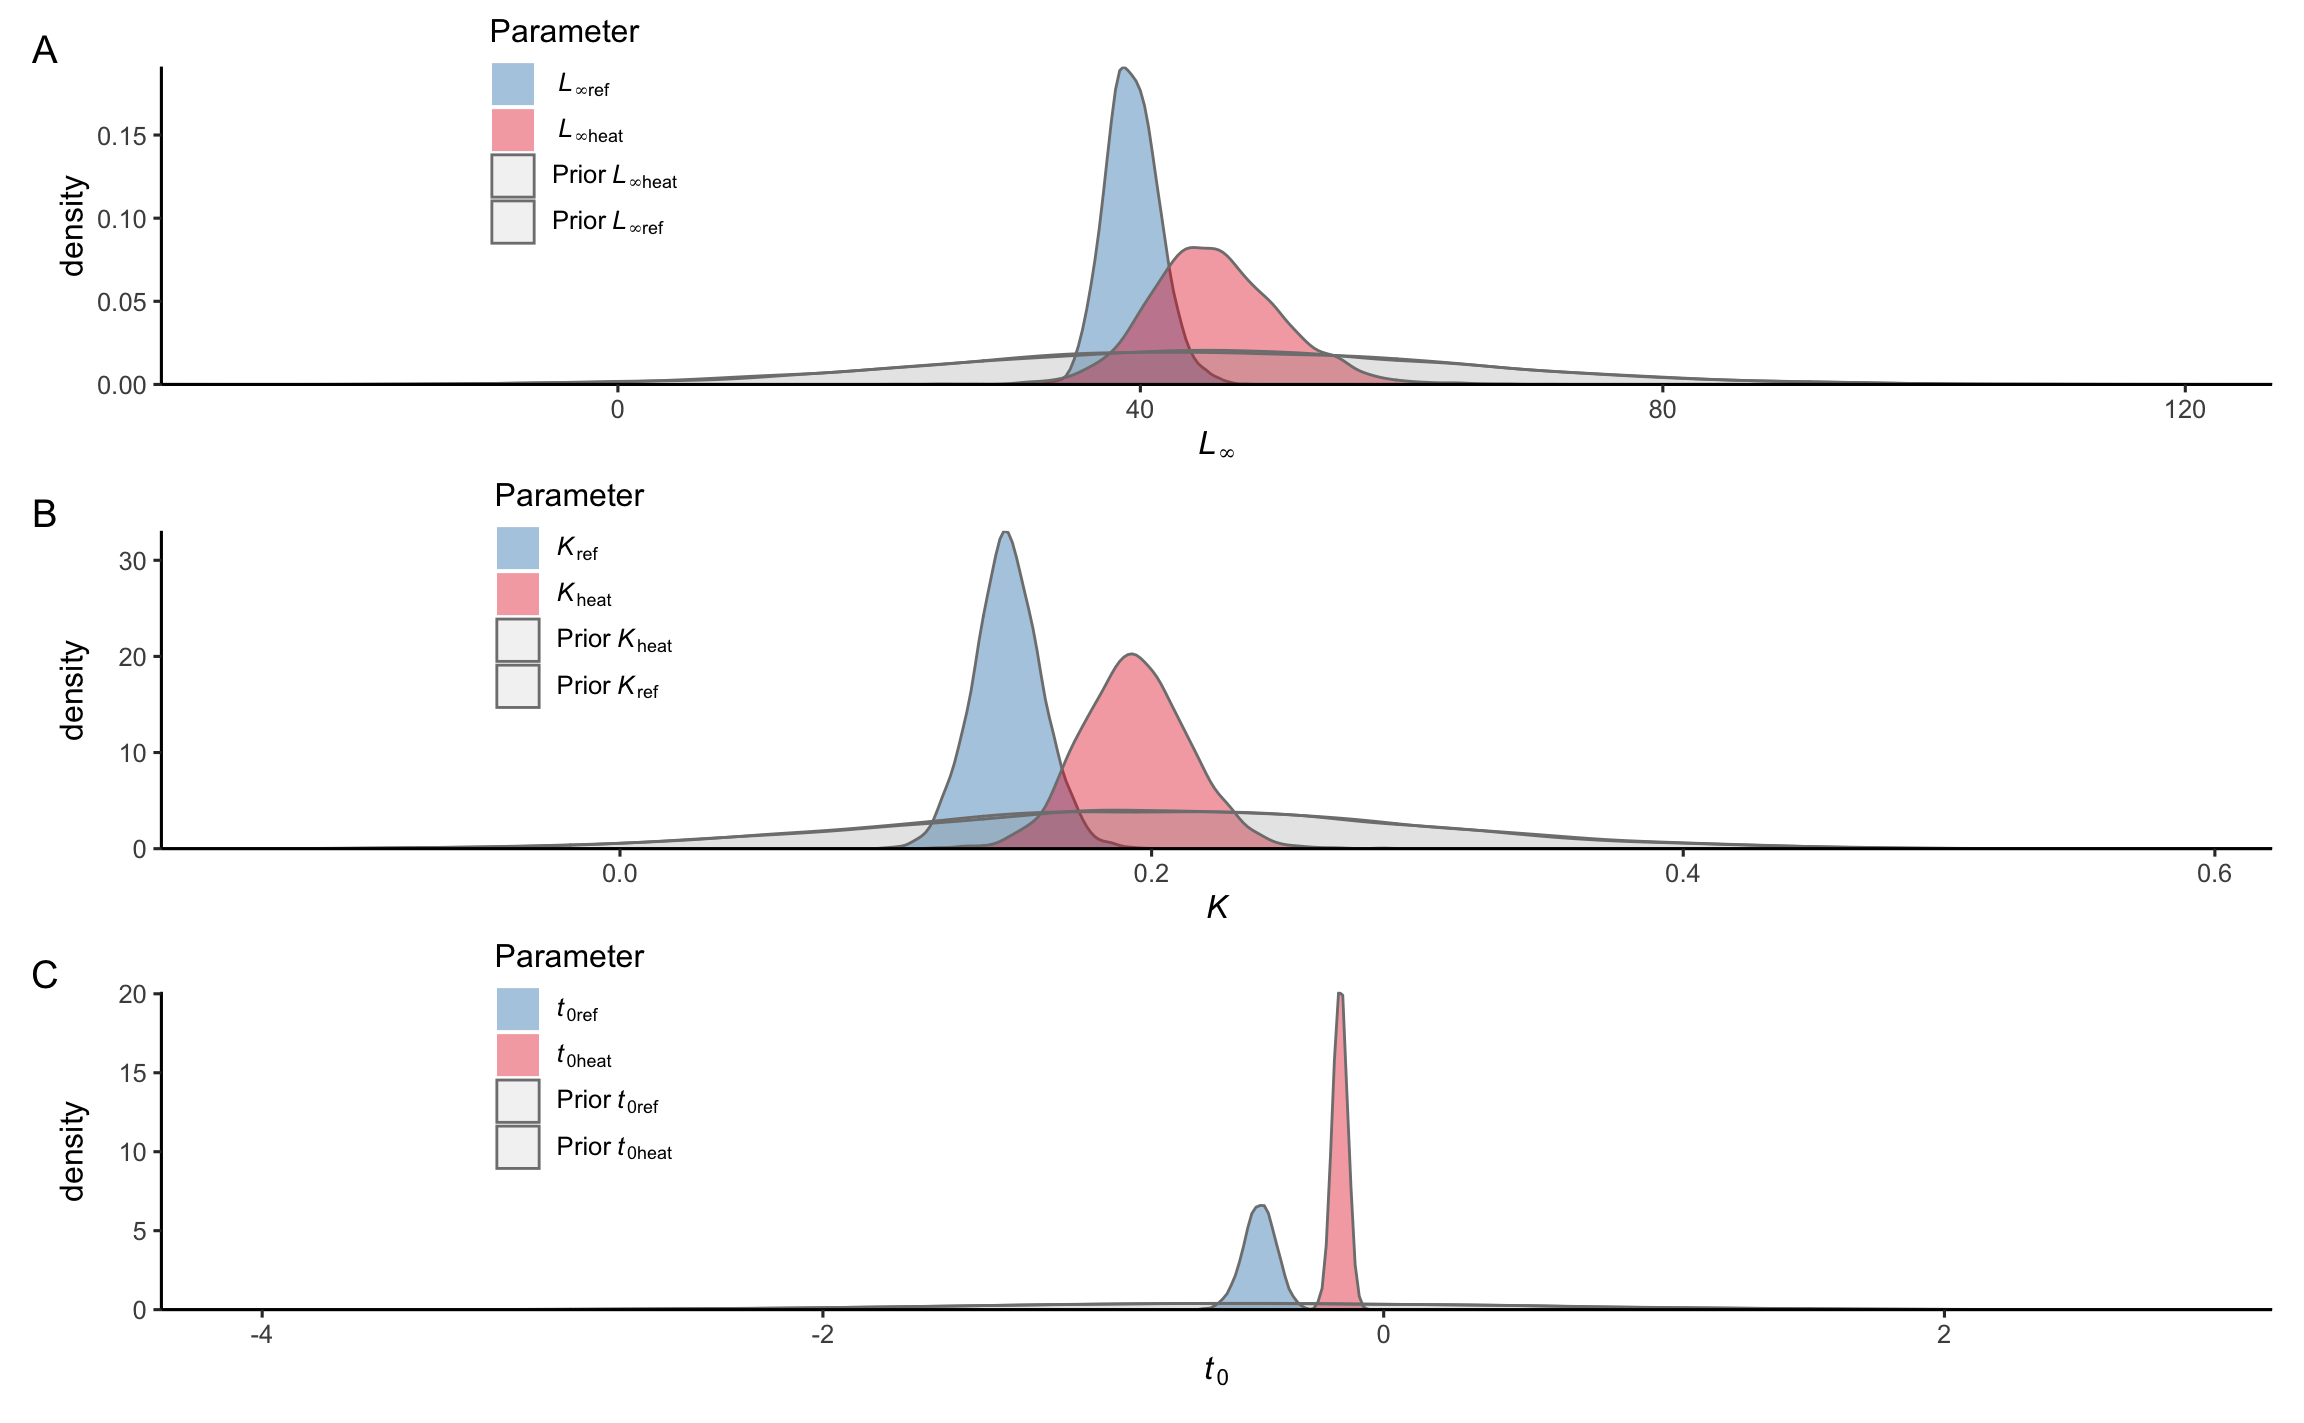 A
Parameter
L∞ref
L∞heat
Prior L∞heat
Prior L∞ref
density
0.15
0.10
0.05
0.00
0 40 80 120
L∞
B
Parameter
Kref
Kheat
Prior Kheat
Prior Kref
density
30
20
10
0
0.0 0.2 0.4 0.6
K
C
Parameter
t0ref
t0heat
Prior t0ref
Prior t0heat
density
20
15
10
5
0
-4 -2 0 2
t0